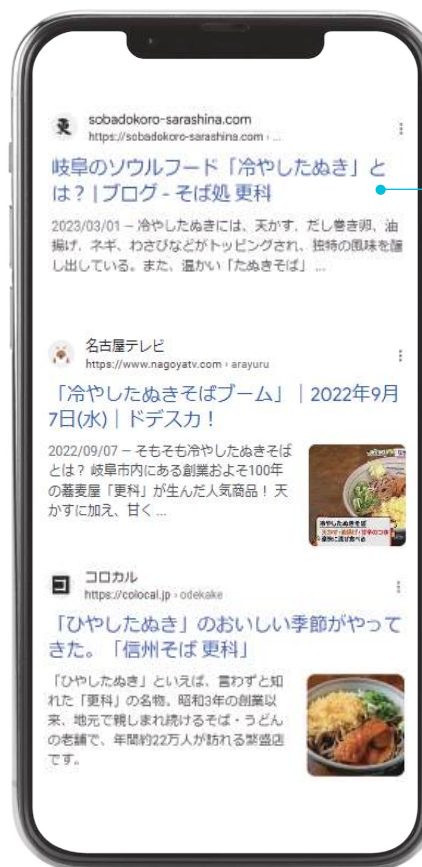 sobadokoro-sarashina.com
https://sobadokoro-sarashina.com › ...
岐阜のソウルフード「冷やしたぬき」と
は？ | ブログ - そば処 更科
2023/03/01 — 冷やしたぬきには、天かす、だし巻き卵、油
揚げ、ネギ、わさびなどがトッピングされ、独特の風味を醸
し出している。また、温かい「たぬきそば」 ...
名古屋テレビ
https://www.nagoyatv.com › arayuru
「冷やしたぬきそばブーム」｜2022年9月
7日(水)｜ドデスカ！
2022/09/07 — そもそも冷やしたぬきそば
とは？ 岐阜市内にある創業およそ100年
の蕎麦屋「更科」が生んだ人気商品！ 天
かすに加え、甘く ...
冷やしたぬきそば
コロカル
https://colocal.jp › odekake
「ひやしたぬき」のおいしい季節がやって
きた。「信州そば 更科」
「ひやしたぬき」といえば、言わずと知
れた「更科」の名物。昭和3年の創業以
来、地元で親しまれ続けるそば・うどん
の老舗で、年間約22万人が訪れる繁盛店
です。